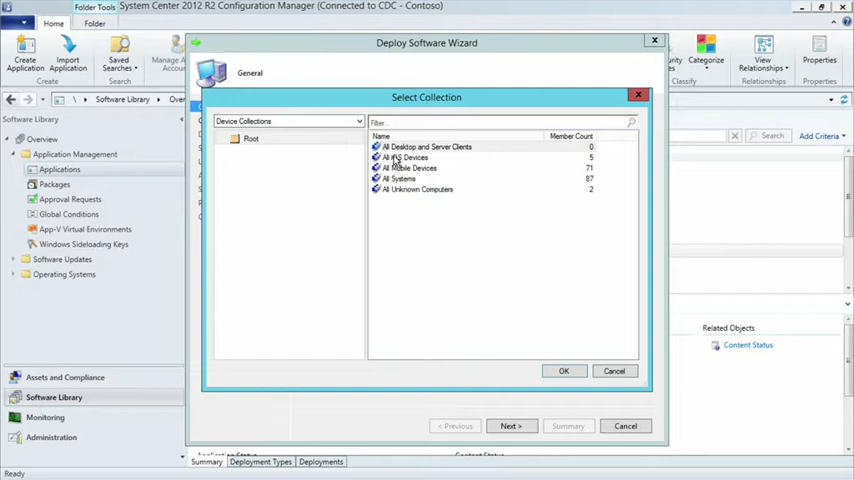 Folder Tools
System Center 2012 R2 Configuration Manager (Connected to CDC - Contoso)
Home
Folder
Create
Application
Import
Application
Create
Saved
Searches
Search
Manage A
Accou
Deploy Software Wizard
General
Categorize
Classify
View
Relationships
Relationships
Properties
Properties
\ Software Library \
Search
Add Criteria
Software Library
Overview
Application Management
Applications
Packages
Approval Requests
Global Conditions
App-V Virtual Environments
Windows Sideloading Keys
Software Updates
Operating Systems
Assets and Compliance
Software Library
Monitoring
Administration
Select Collection
Device Collections
Root
Filter...
Name Member Count
All Desktop and Server Clients 0
Devices 5
All Mobile Devices 71
All Systems 87
All Unknown Computers 2
OK Cancel
< Previous Next > Summary Cancel
Related Objects
Content Status
Summary Deployment Types Deployments
Ready